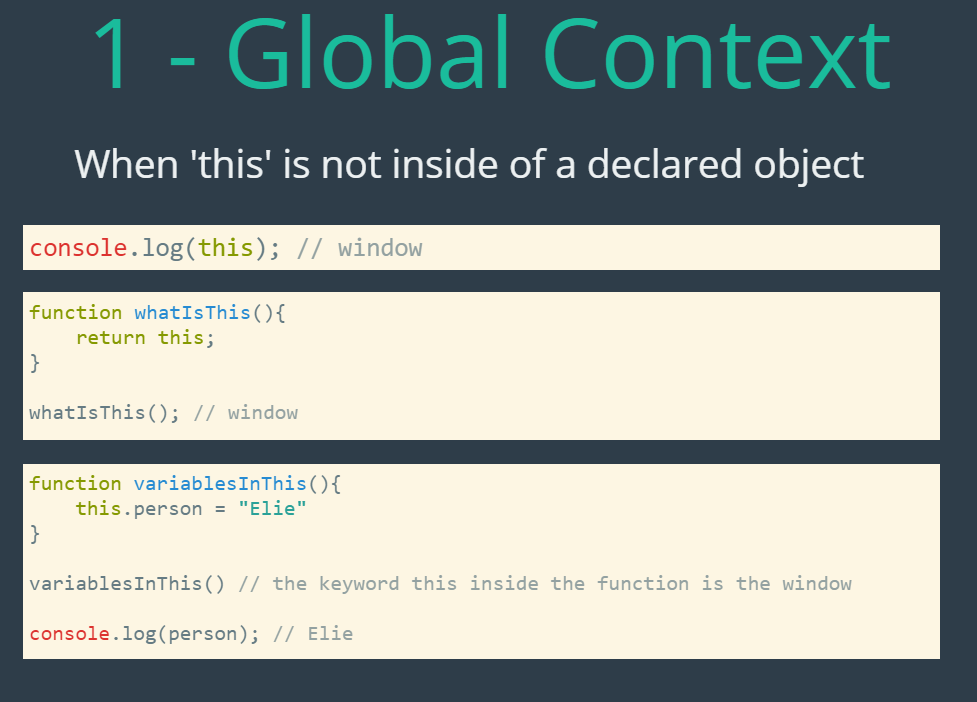 1 - Global Context
When 'this' is not inside of a declared object
console.log(this); // window
function whatIsThis(){
    return this;
}
whatIsThis(); // window
function variablesInThis(){
    this.person = "Elie"
}
variablesInThis() // the keyword this inside the function is the window
console.log(person); // Elie